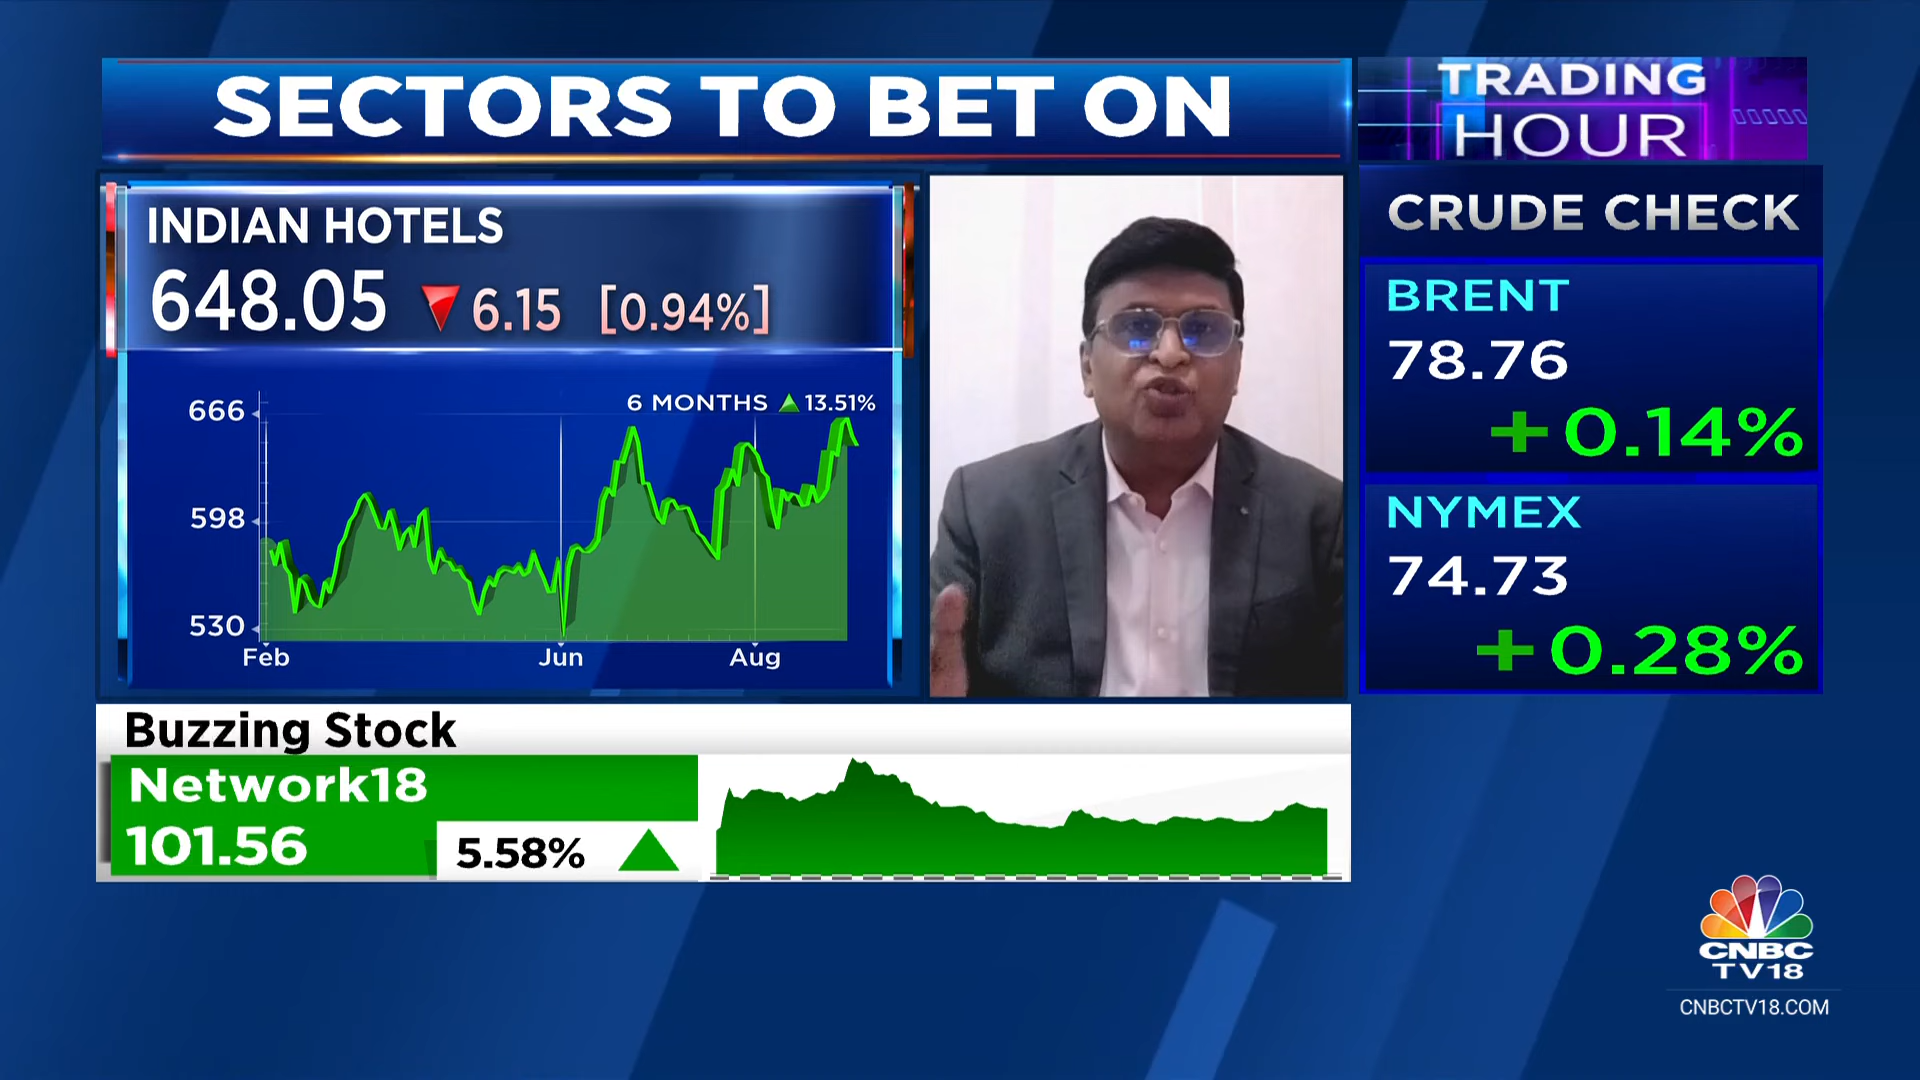 SECTORS TO BET ON
TRADING
HOUR
INDIAN HOTELS
648.05 ▼ 6.15 [0.94%]
6 MONTHS ▲ 13.51%
666
598
530
Feb Jun Aug
CRUDE CHECK
BRENT
78.76
+0.14%
NYMEX
74.73
+0.28%
Buzzing Stock
Network18
101.56 5.58% ▲
CNBC
TV18
CNBCTV18.COM